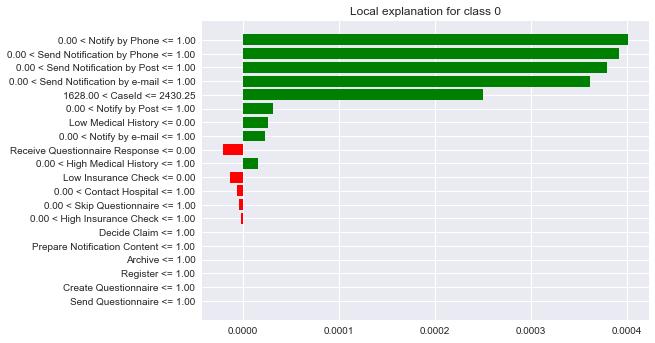 Local explanation for class 0
0.00 < Notify by Phone <= 1.00
0.00 < Send Notification by Phone <= 1.00
0.00 < Send Notification by Post <= 1.00
0.00 < Send Notification by e-mail <= 1.00
1628.00 < CaseId <= 2430.25
0.00 < Notify by Post <= 1.00
Low Medical History <= 0.00
0.00 < Notify by e-mail <= 1.00
Receive Questionnaire Response <= 0.00
0.00 < High Medical History <= 1.00
Low Insurance Check <= 0.00
0.00 < Contact Hospital <= 1.00
0.00 < Skip Questionnaire <= 1.00
0.00 < High Insurance Check <= 1.00
Decide Claim <= 1.00
Prepare Notification Content <= 1.00
Archive <= 1.00
Register <= 1.00
Create Questionnaire <= 1.00
Send Questionnaire <= 1.00
0.0000 0.0001 0.0002 0.0003 0.0004